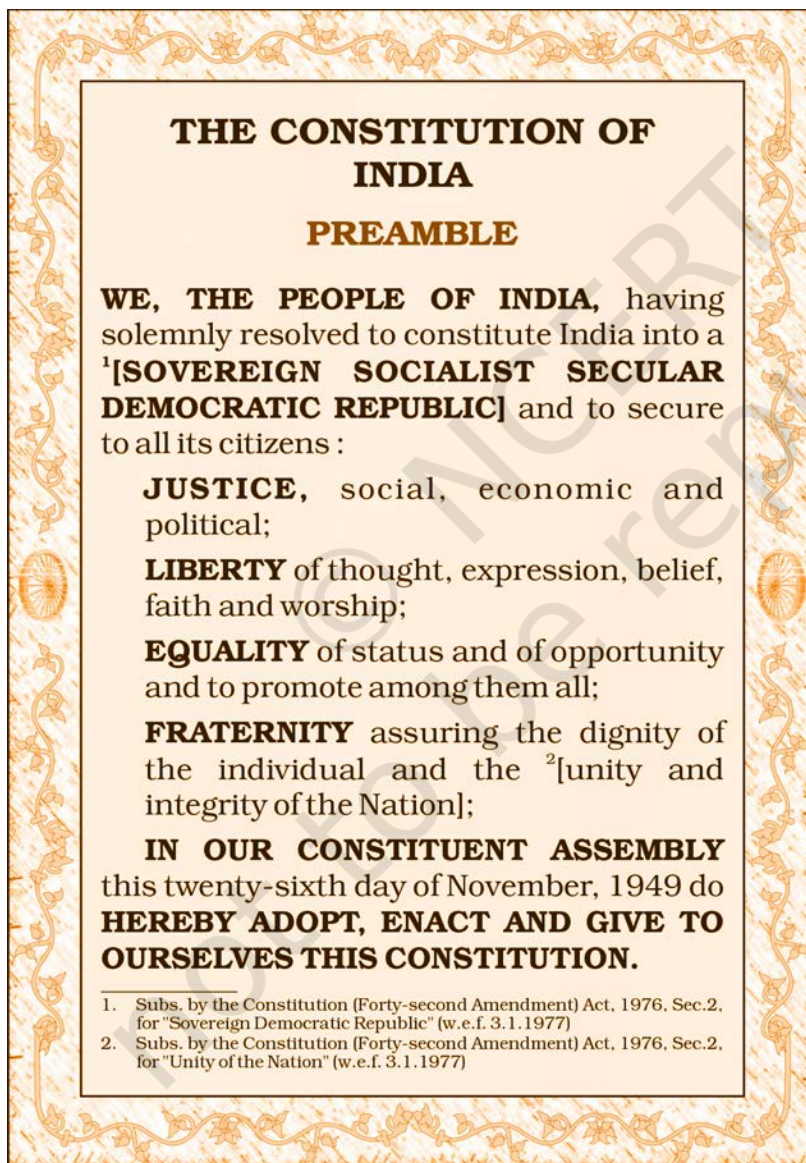 THE CONSTITUTION OF
INDIA
PREAMBLE
WE, THE PEOPLE OF INDIA, having
solemnly resolved to constitute India into a
¹[SOVEREIGN SOCIALIST SECULAR
DEMOCRATIC REPUBLIC] and to secure
to all its citizens :
JUSTICE, social, economic and
political;
LIBERTY of thought, expression, belief,
faith and worship;
EQUALITY of status and of opportunity
and to promote among them all;
FRATERNITY assuring the dignity of
the individual and the ²[unity and
integrity of the Nation];
IN OUR CONSTITUENT ASSEMBLY
this twenty-sixth day of November, 1949 do
HEREBY ADOPT, ENACT AND GIVE TO
OURSELVES THIS CONSTITUTION.
1. Subs. by the Constitution (Forty-second Amendment) Act, 1976, Sec.2,
for "Sovereign Democratic Republic" (w.e.f. 3.1.1977)
2. Subs. by the Constitution (Forty-second Amendment) Act, 1976, Sec.2,
for "Unity of the Nation" (w.e.f. 3.1.1977)
© NCERT
not to be